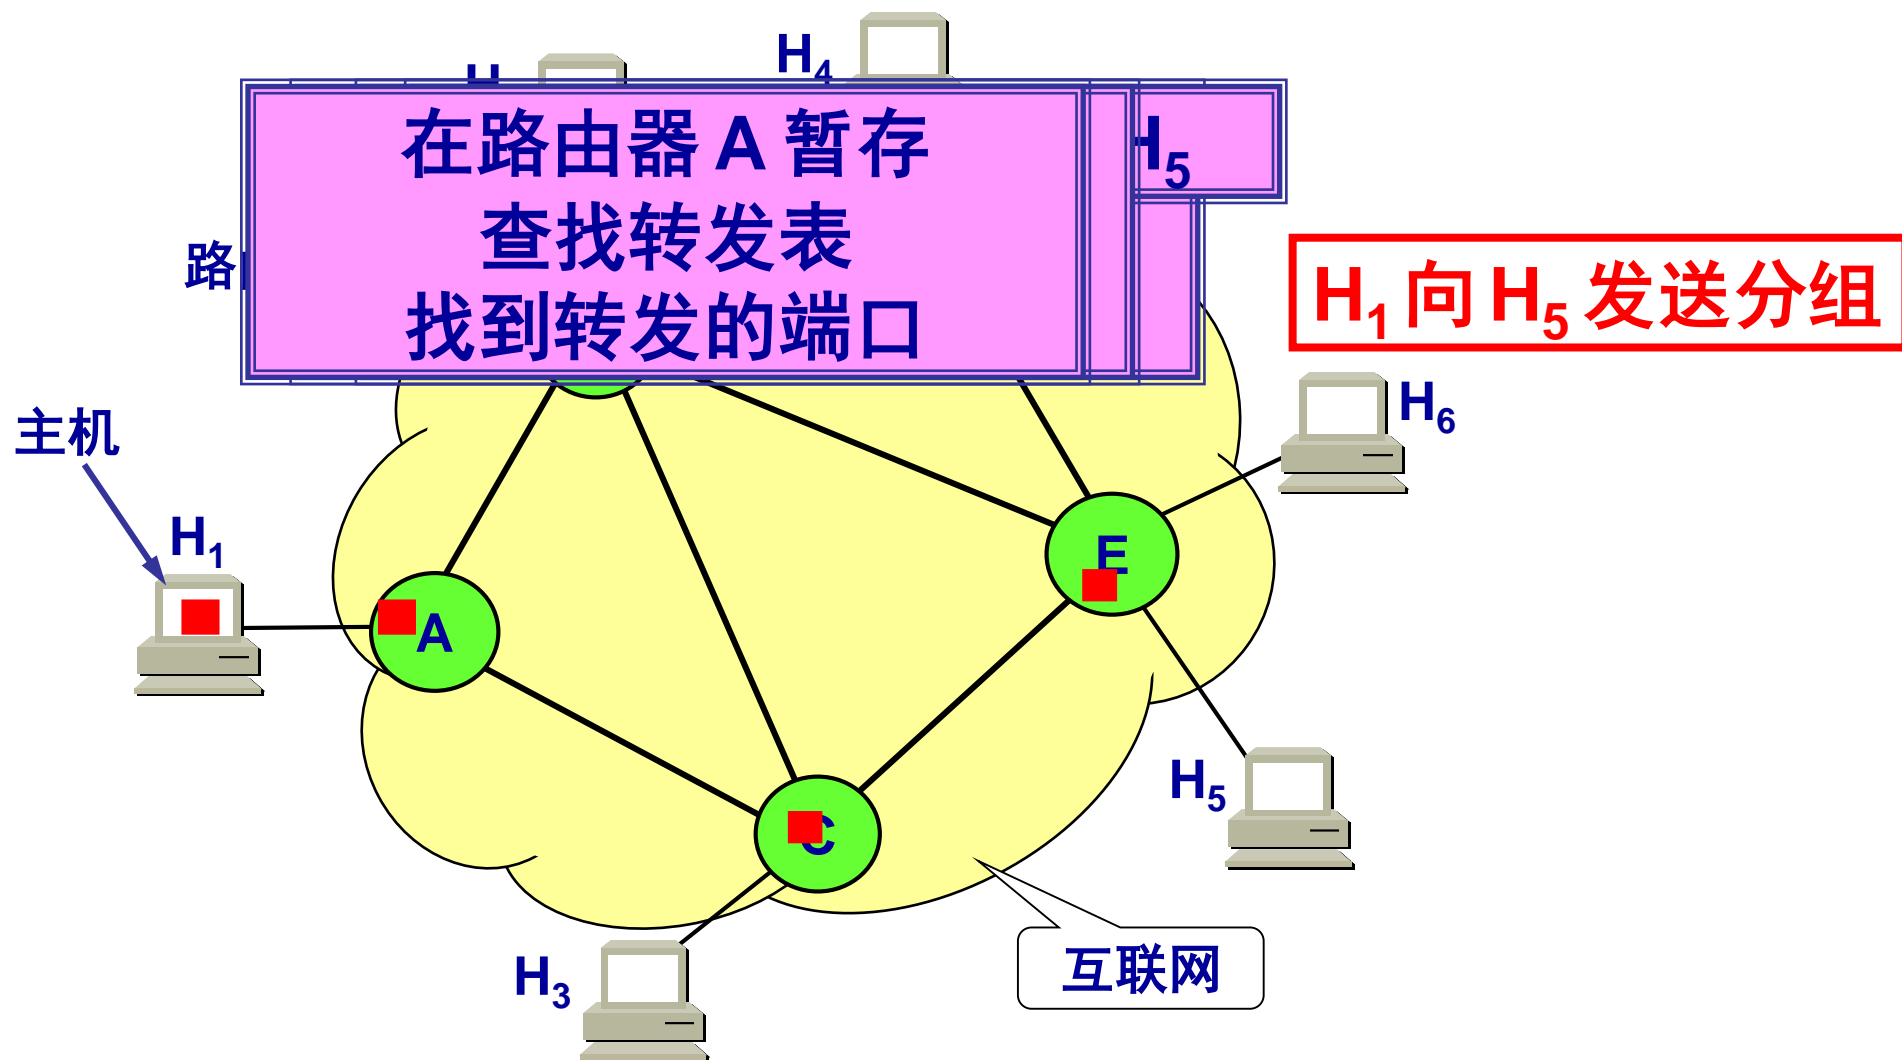 H4
H
在路由器 A 暂存
H5
查找转发表
路
找到转发的端口
H1 向 H5 发送分组
H6
主机
H1
E
A
H5
C
互联网
H3